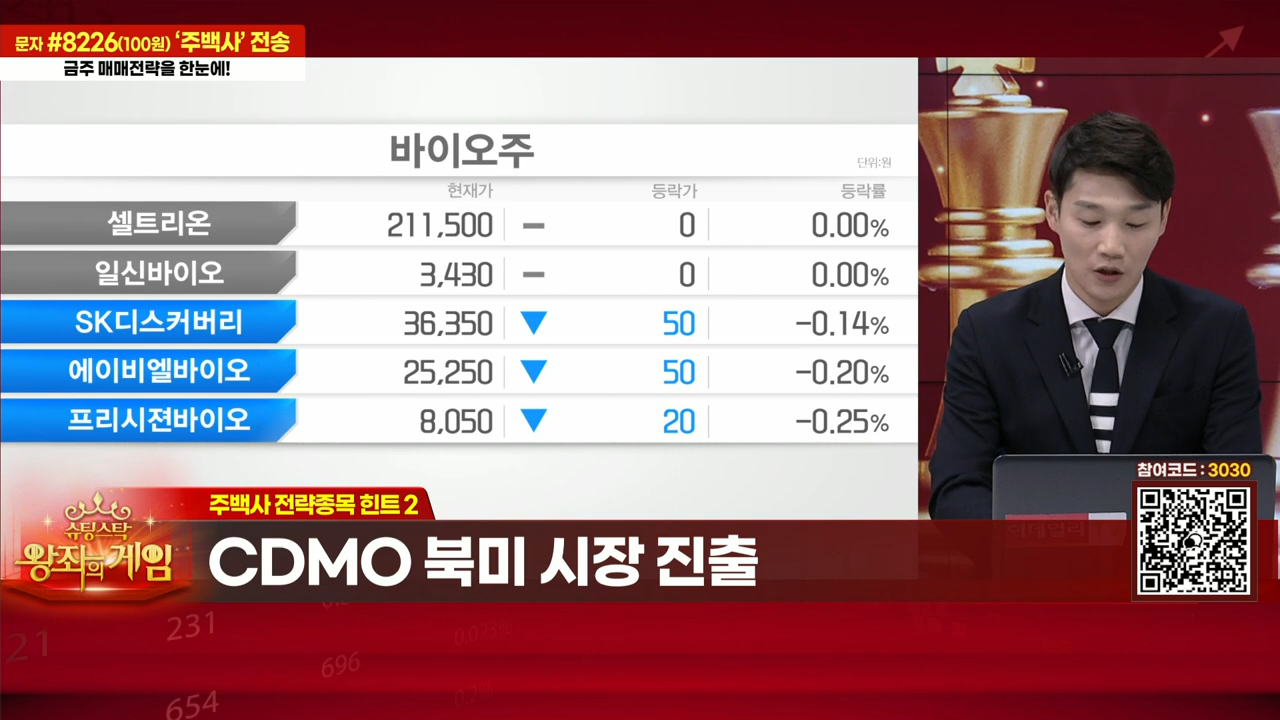 문자 #8226(100원) '주백사' 전송
금주 매매전략을 한눈에!
바이오주
단위:원
현재가 등락가 등락률
셀트리온 211,500 0 0.00%
일신바이오 3,430 0 0.00%
SK디스커버리 36,350 ▼ 50 -0.14%
에이비엘바이오 25,250 ▼ 50 -0.20%
프리시젼바이오 8,050 ▼ 20 -0.25%
참여코드 : 3030
주백사 전략종목 힌트 2
슈팅스탁
왕좌의 게임
CDMO 북미 시장 진출
231
21
696
654